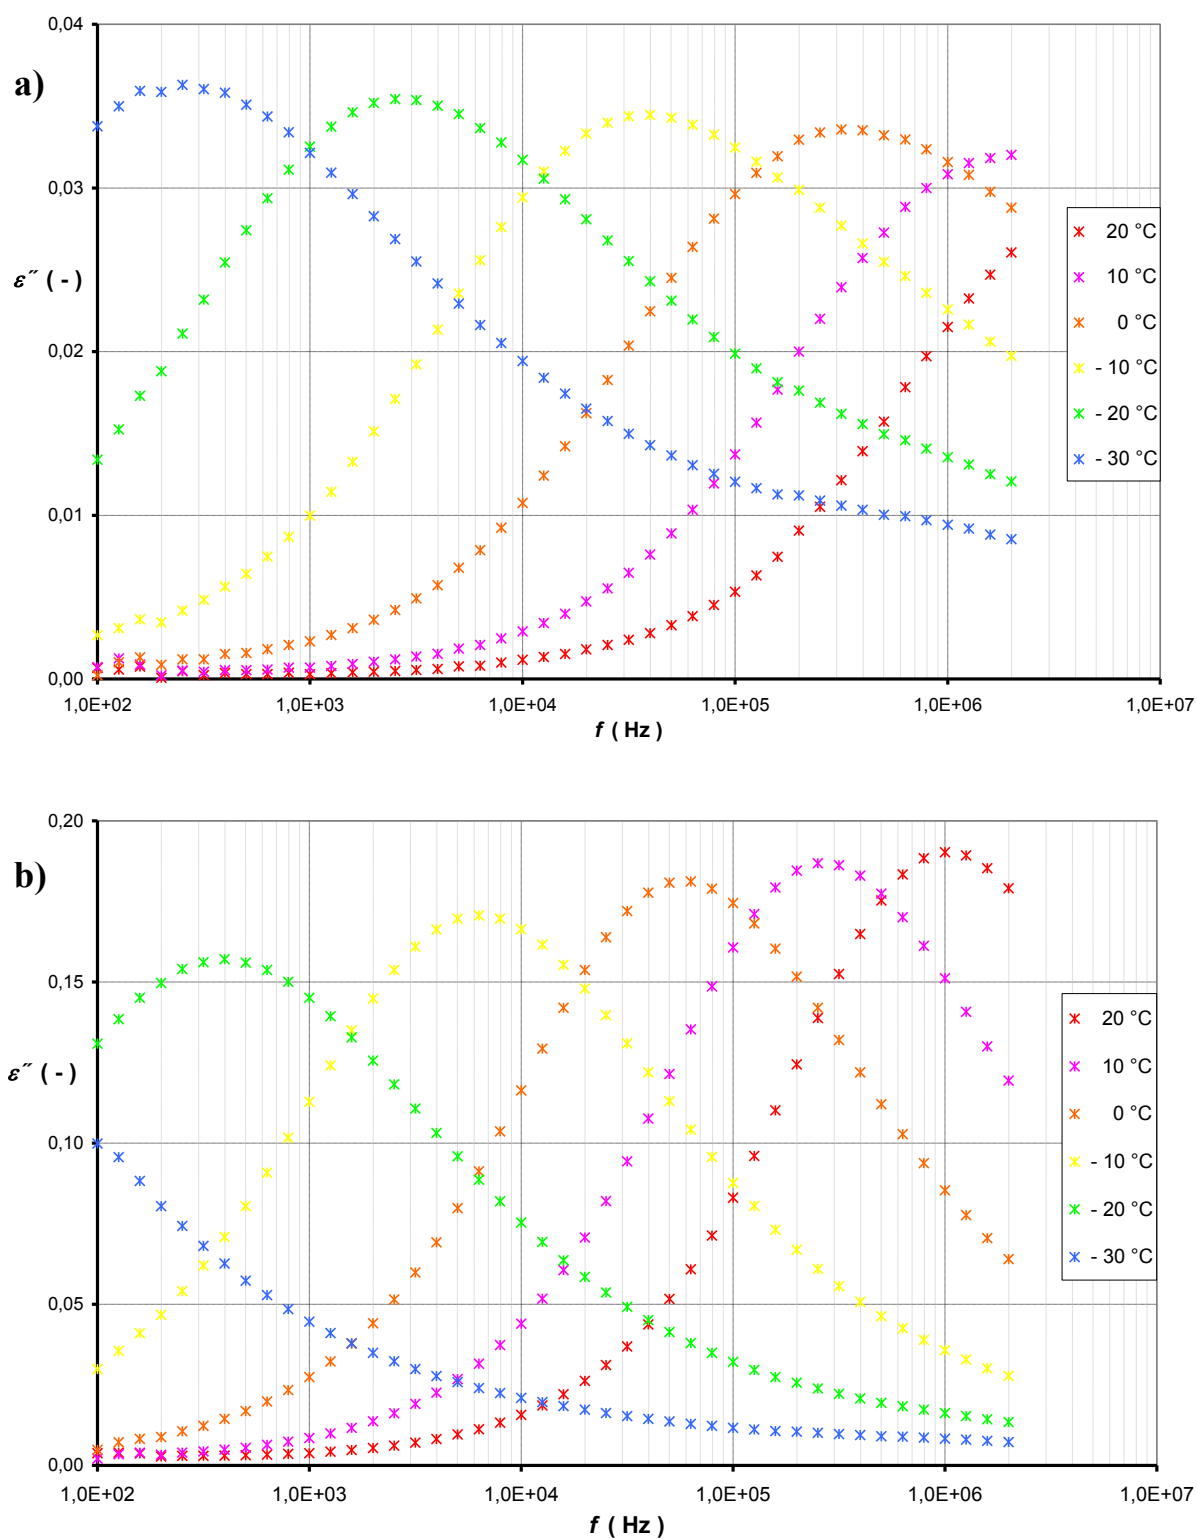 a)
0,04
0,03
0,02
0,01
0,00
ε˝ ( - )
1,0E+02 1,0E+03 1,0E+04 1,0E+05 1,0E+06 1,0E+07
f ( Hz )
20 °C
10 °C
0 °C
- 10 °C
- 20 °C
- 30 °C
b)
0,20
0,15
0,10
0,05
0,00
ε˝ ( - )
1,0E+02 1,0E+03 1,0E+04 1,0E+05 1,0E+06 1,0E+07
f ( Hz )
20 °C
10 °C
0 °C
- 10 °C
- 20 °C
- 30 °C